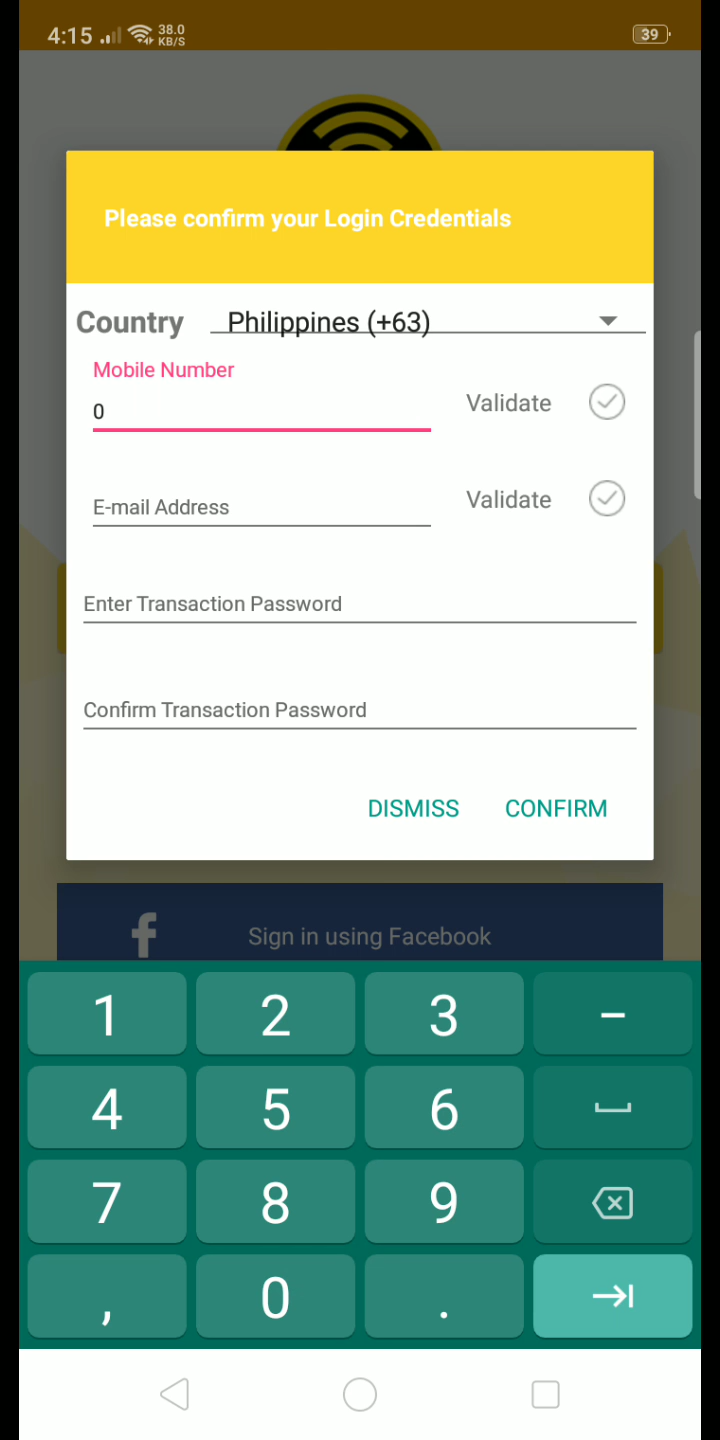 4:15 38.0 KB/S 39
Please confirm your Login Credentials
Country Philippines (+63)
Mobile Number
0 Validate
E-mail Address Validate
Enter Transaction Password
Confirm Transaction Password
DISMISS CONFIRM
f Sign in using Facebook
1 2 3 –
4 5 6
7 8 9
, 0 .